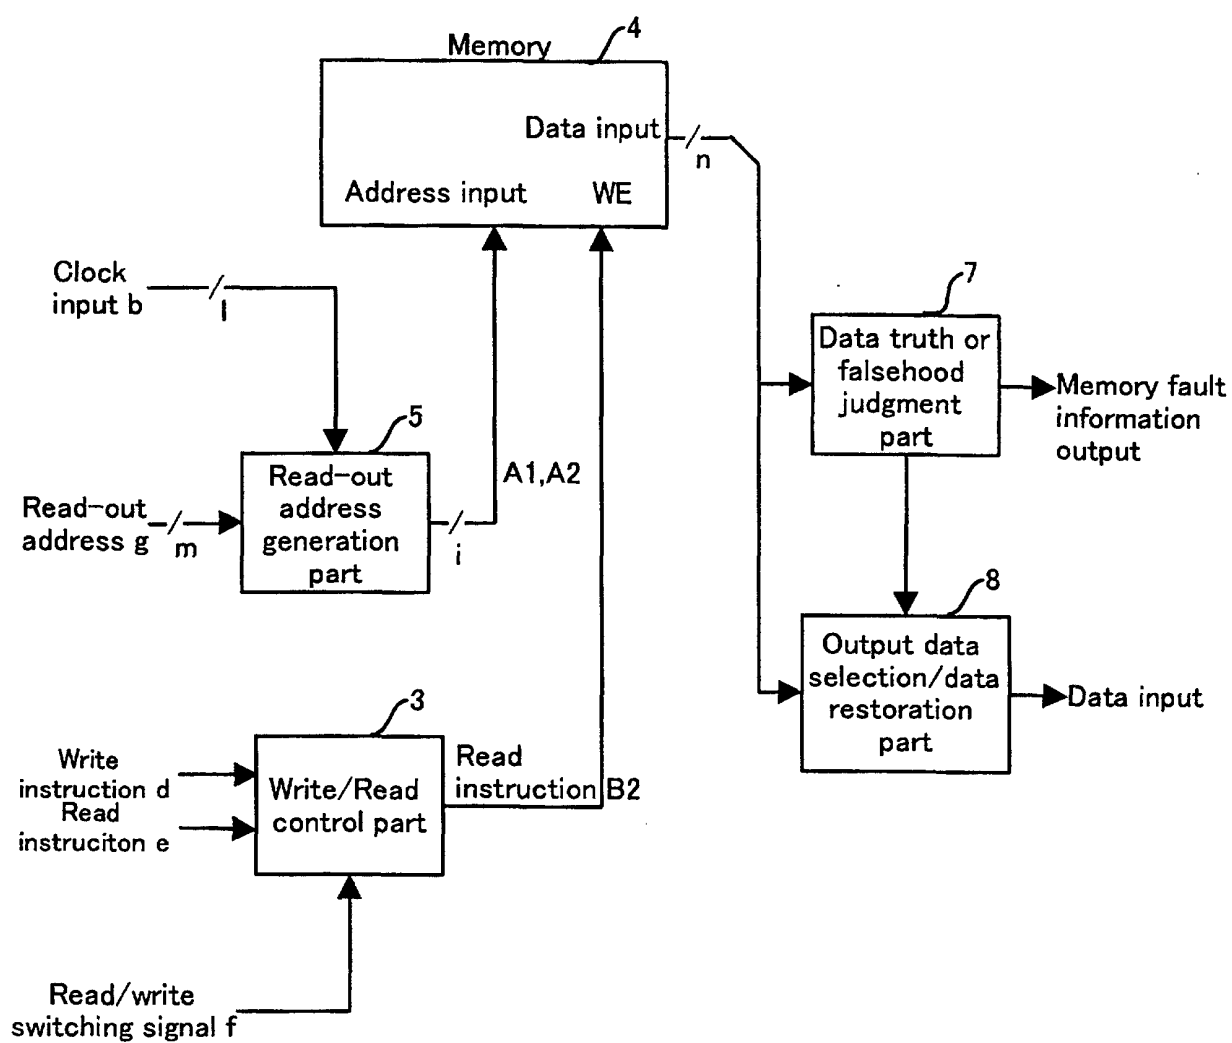 4
Memory
Data input
n
Address input
WE
Clock
input b
l
7
Data truth or
falsehood
judgment
part
Memory fault
information
output
5
Read-out
address g
m
Read-out
address
generation
part
i
A1,A2
8
Output data
selection/data
restoration
part
Data input
3
Write
instruction d
Read
instruciton e
Write/Read
control part
Read
instruction B2
Read/write
switching signal f